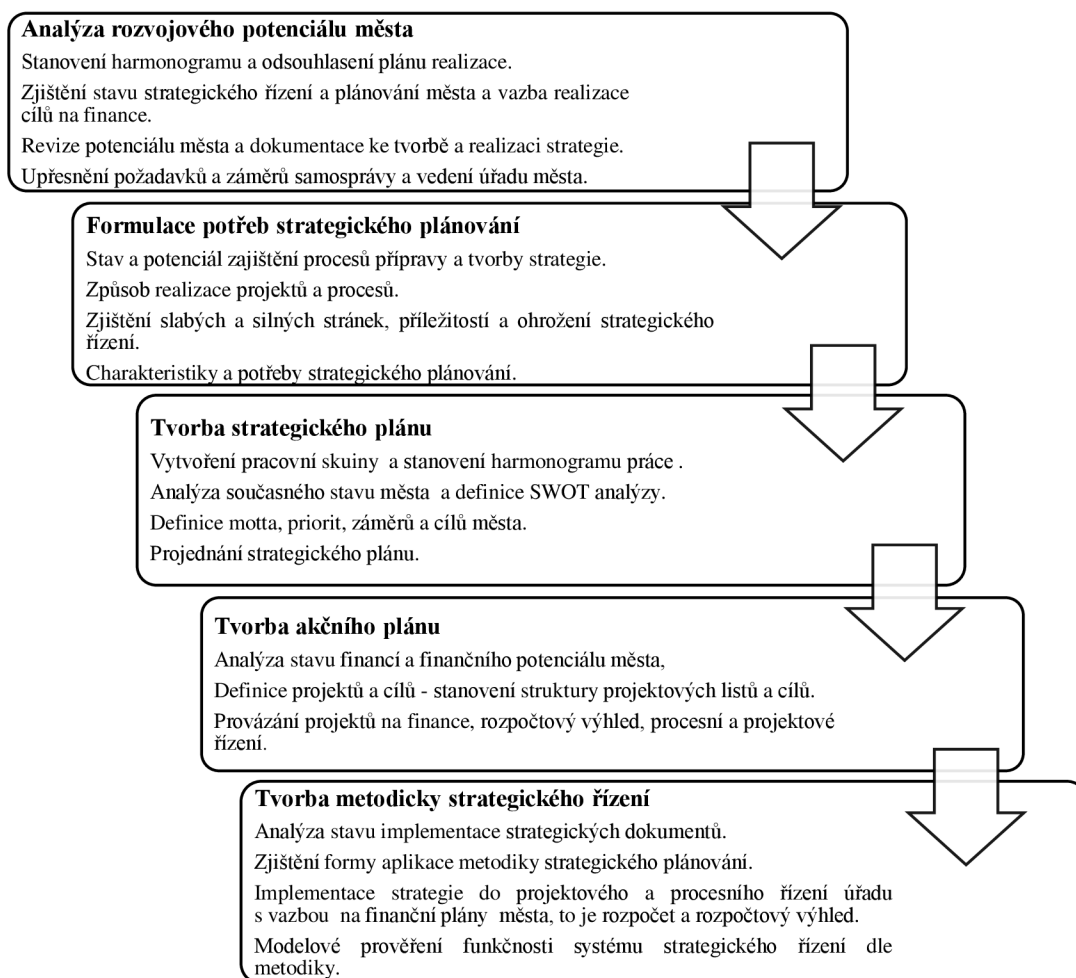 Analýza rozvojového potenciálu města
Stanovení harmonogramu a odsouhlasení plánu realizace.
Zjištění stavu strategického řízení a plánování města a vazba realizace
cílů na finance.
Revize potenciálu města a dokumentace ke tvorbě a realizaci strategie.
Upřesnění požadavků a záměrů samosprávy a vedení úřadu města.
Formulace potřeb strategického plánování
Stav a potenciál zajištění procesů přípravy a tvorby strategie.
Způsob realizace projektů a procesů.
Zjištění slabých a silných stránek, příležitostí a ohrožení strategického
řízení.
Charakteristiky a potřeby strategického plánování.
Tvorba strategického plánu
Vytvoření pracovní skuiny a stanovení harmonogramu práce .
Analýza současného stavu města a definice SWOT analýzy.
Definice motta, priorit, záměrů a cílů města.
Projednání strategického plánu.
Tvorba akčního plánu
Analýza stavu financí a finančního potenciálu města,
Definice projektů a cílů - stanovení struktury projektových listů a cílů.
Provázání projektů na finance, rozpočtový výhled, procesní a projektové
řízení.
Tvorba metodicky strategického řízení
Analýza stavu implementace strategických dokumentů.
Zjištění formy aplikace metodiky strategického plánování.
Implementace strategie do projektového a procesního řízení úřadu
s vazbou na finanční plány města, to je rozpočet a rozpočtový výhled.
Modelové prověření funkčnosti systému strategického řízení dle
metodiky.